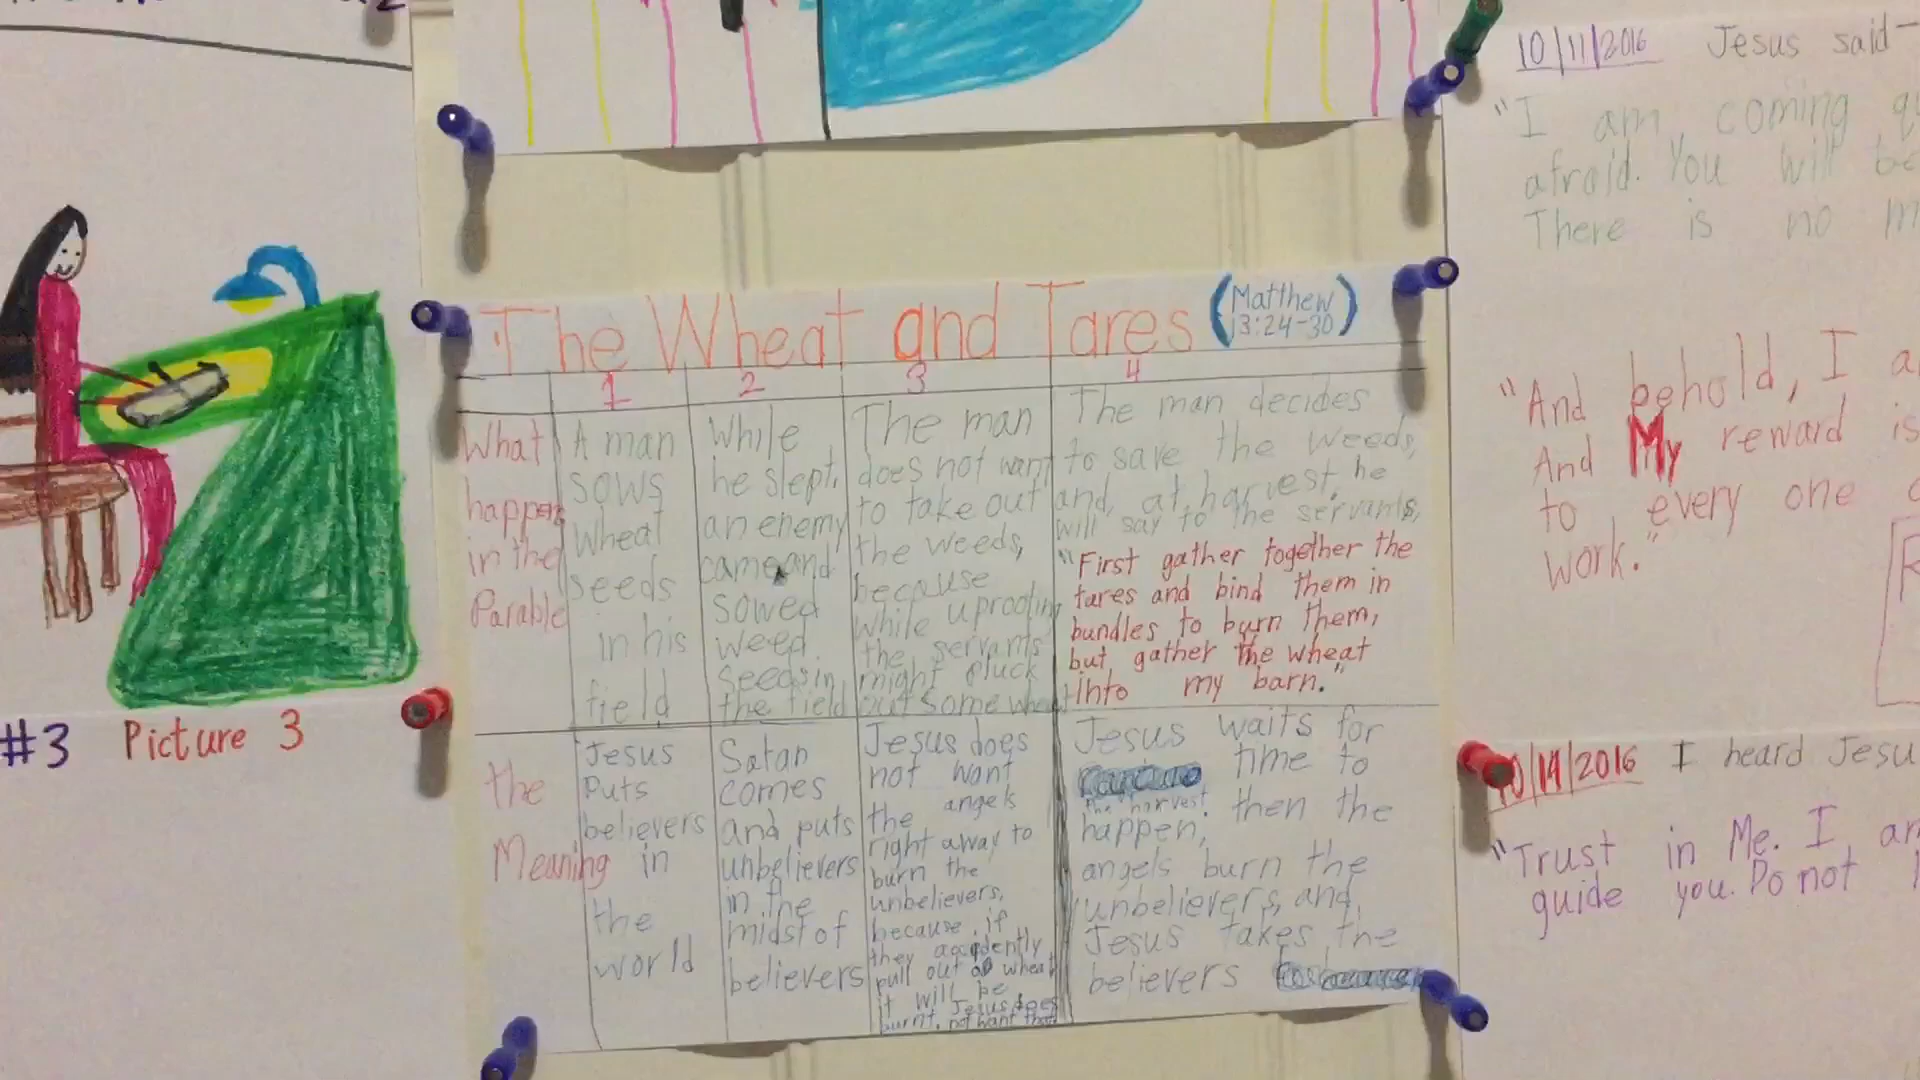 #3 Picture 3
The Wheat and Tares (Matthew
13:24-30)
1 2 3 4
What
happens
in the
Parable
A man
sows
wheat
seeds
in his
field
While
he slept,
an enemy
came and
sowed
weed
seeds in
the field
The man
does not want
to take out
the weeds,
because
while uprooting
the servants
might pluck
out some wheat
The man decides
to save the weeds,
and, at harvest, he
will say to the servants,
"First gather together the
tares and bind them in
bundles to burn them,
but gather the wheat
into my barn."
the
Meaning
Jesus
puts
believers
in
the
world
Satan
comes
and puts
unbelievers
in the
midst of
believers
Jesus does
not want
the angels
right away to
burn the
unbelievers,
because if
they accidently
pull out wheat
it will be
burnt. Jesus does
not want that
Jesus waits for
the harvest time to
happen; then the
angels burn the
unbelievers, and,
Jesus takes the
believers
10/11/2016 Jesus said-
"I am coming
afraid. You will
There is no
"And behold, I
And My reward is
to every one
work."
10/14/2016 I heard
"Trust in Me. I
guide you. Do not